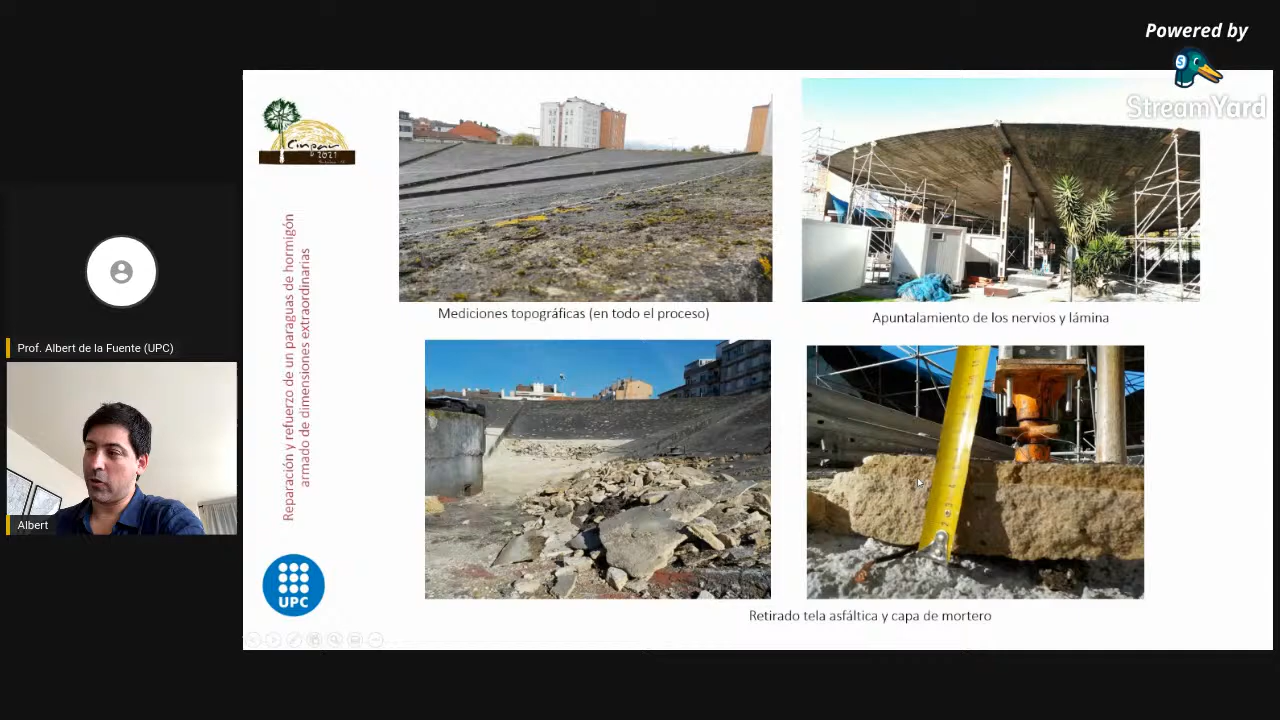 Powered by
StreamYard
Cinpar
2021
Reparación y refuerzo de un paraguas de hormigón
armado de dimensiones extraordinarias
Mediciones topográficas (en todo el proceso)
Apuntalamiento de los nervios y lámina
Prof. Albert de la Fuente (UPC)
Albert
UPC
Retirado tela asfáltica y capa de mortero